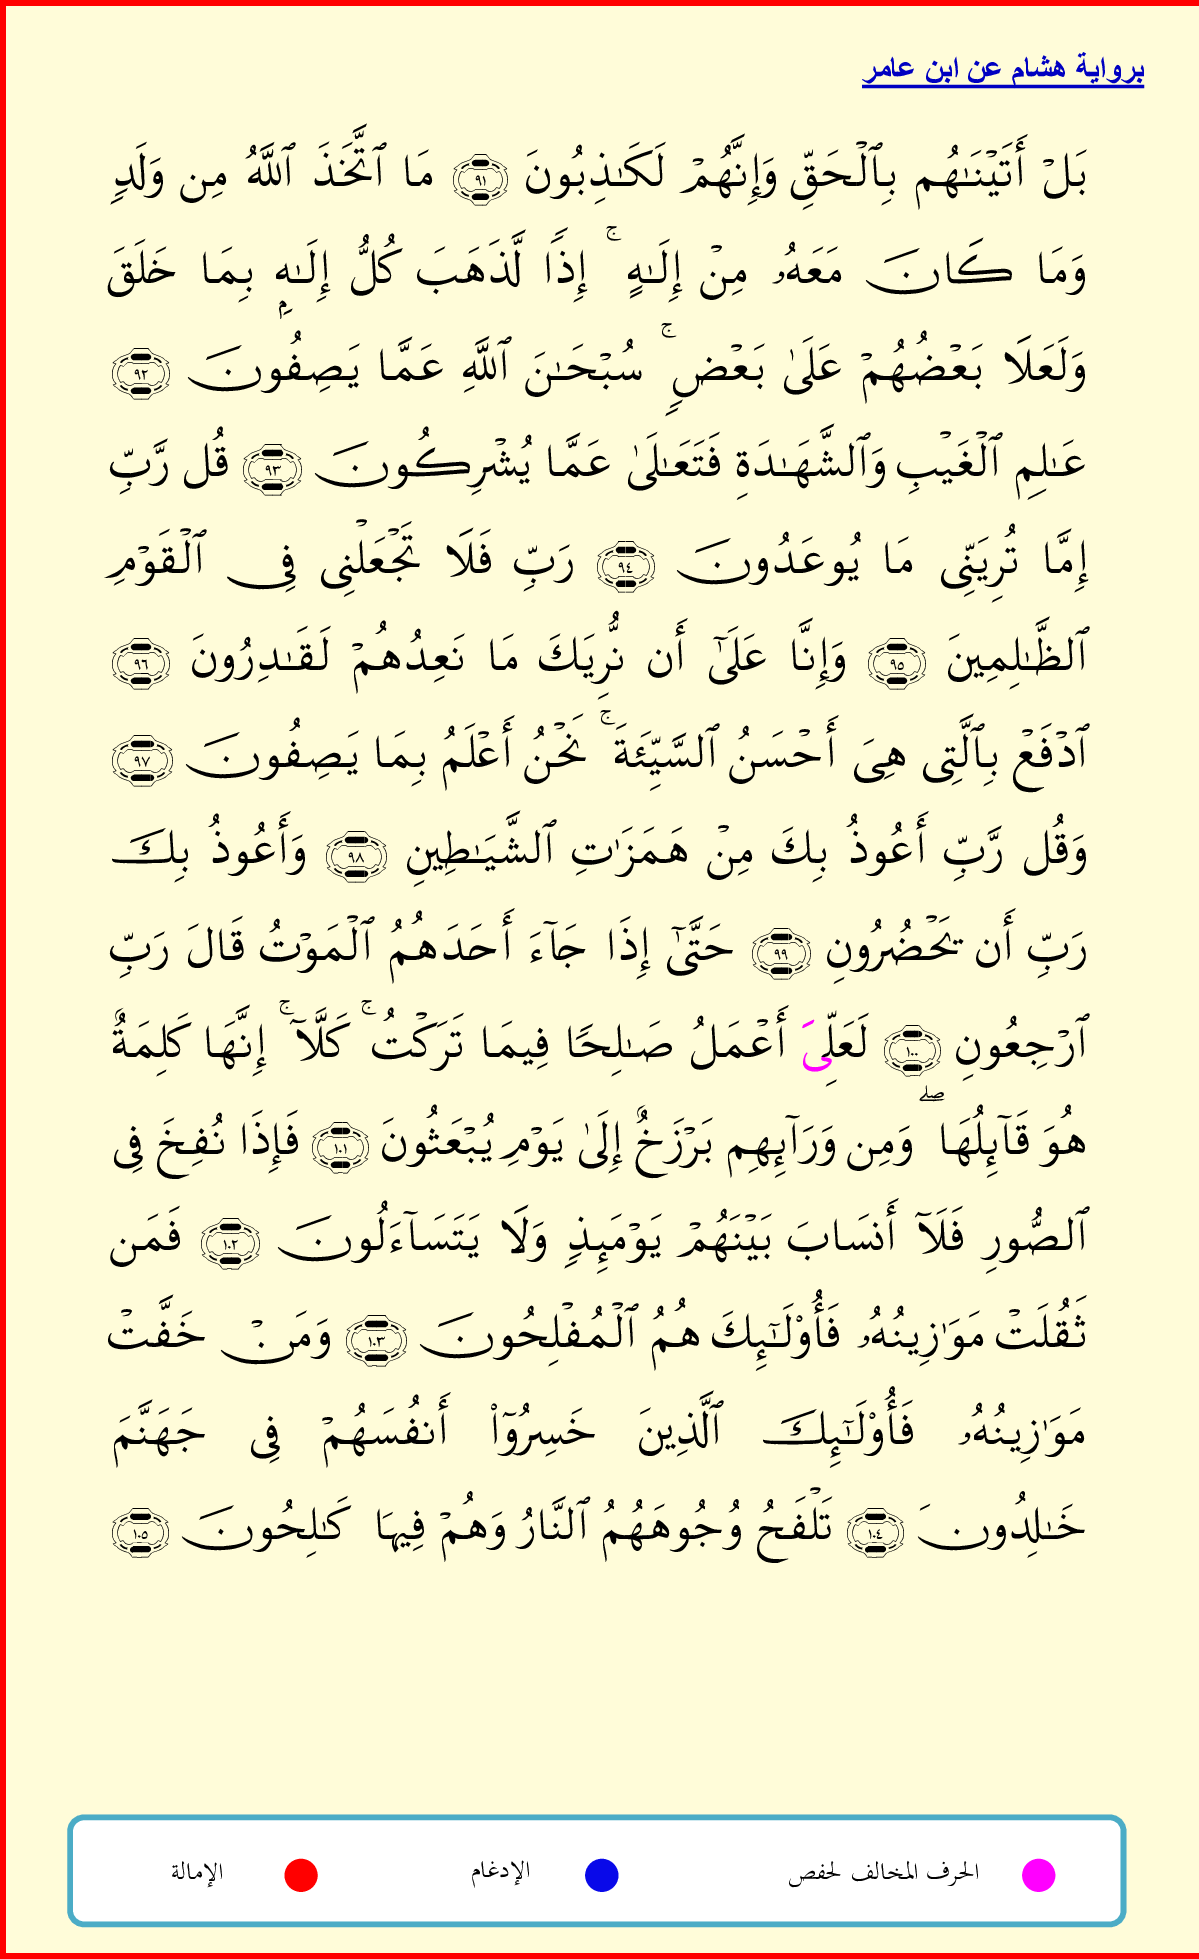 برواية هشام عن ابن عامر
بَلۡ أَتَيۡنَٰهُم بِٱلۡحَقِّ وَإِنَّهُمۡ لَكَٰذِبُونَ ٩١ مَا ٱتَّخَذَ ٱللَّهُ مِن وَلَدٖ
وَمَا كَانَ مَعَهُۥ مِنۡ إِلَٰهٍۚ إِذٗا لَّذَهَبَ كُلُّ إِلَٰهِۭ بِمَا خَلَقَ
وَلَعَلَا بَعۡضُهُمۡ عَلَىٰ بَعۡضٖۚ سُبۡحَٰنَ ٱللَّهِ عَمَّا يَصِفُونَ ٩٢
عَٰلِمِ ٱلۡغَيۡبِ وَٱلشَّهَٰدَةِ فَتَعَٰلَىٰ عَمَّا يُشۡرِكُونَ ٩٣ قُل رَّبِّ
إِمَّا تُرِيَنِّي مَا يُوعَدُونَ ٩٤ رَبِّ فَلَا تَجۡعَلۡنِي فِي ٱلۡقَوۡمِ
ٱلظَّٰلِمِينَ ٩٥ وَإِنَّا عَلَىٰٓ أَن نُّرِيَكَ مَا نَعِدُهُمۡ لَقَٰدِرُونَ ٩٦
ٱدۡفَعۡ بِٱلَّتِي هِيَ أَحۡسَنُ ٱلسَّيِّئَةَۚ نَحۡنُ أَعۡلَمُ بِمَا يَصِفُونَ ٩٧
وَقُل رَّبِّ أَعُوذُ بِكَ مِنۡ هَمَزَٰتِ ٱلشَّيَٰطِينِ ٩٨ وَأَعُوذُ بِكَ
رَبِّ أَن يَحۡضُرُونِ ٩٩ حَتَّىٰٓ إِذَا جَآءَ أَحَدَهُمُ ٱلۡمَوۡتُ قَالَ رَبِّ
ٱرۡجِعُونِ ١٠٠ لَعَلِّيَ أَعۡمَلُ صَٰلِحٗا فِيمَا تَرَكۡتُۚ كَلَّآۚ إِنَّهَا كَلِمَةٌ
هُوَ قَآئِلُهَاۖ وَمِن وَرَآئِهِم بَرۡزَخٌ إِلَىٰ يَوۡمِ يُبۡعَثُونَ ١٠١ فَإِذَا نُفِخَ فِي
ٱلصُّورِ فَلَآ أَنسَابَ بَيۡنَهُمۡ يَوۡمَئِذٖ وَلَا يَتَسَآءَلُونَ ١٠٢ فَمَن
ثَقُلَتۡ مَوَٰزِينُهُۥ فَأُوْلَٰٓئِكَ هُمُ ٱلۡمُفۡلِحُونَ ١٠٣ وَمَنۡ خَفَّتۡ
مَوَٰزِينُهُۥ فَأُوْلَٰٓئِكَ ٱلَّذِينَ خَسِرُوٓاْ أَنفُسَهُمۡ فِي جَهَنَّمَ
خَٰلِدُونَ ١٠٤ تَلۡفَحُ وُجُوهَهُمُ ٱلنَّارُ وَهُمۡ فِيهَا كَٰلِحُونَ ١٠٥
الحرف المخالف لحفص الإدغام الإمالة